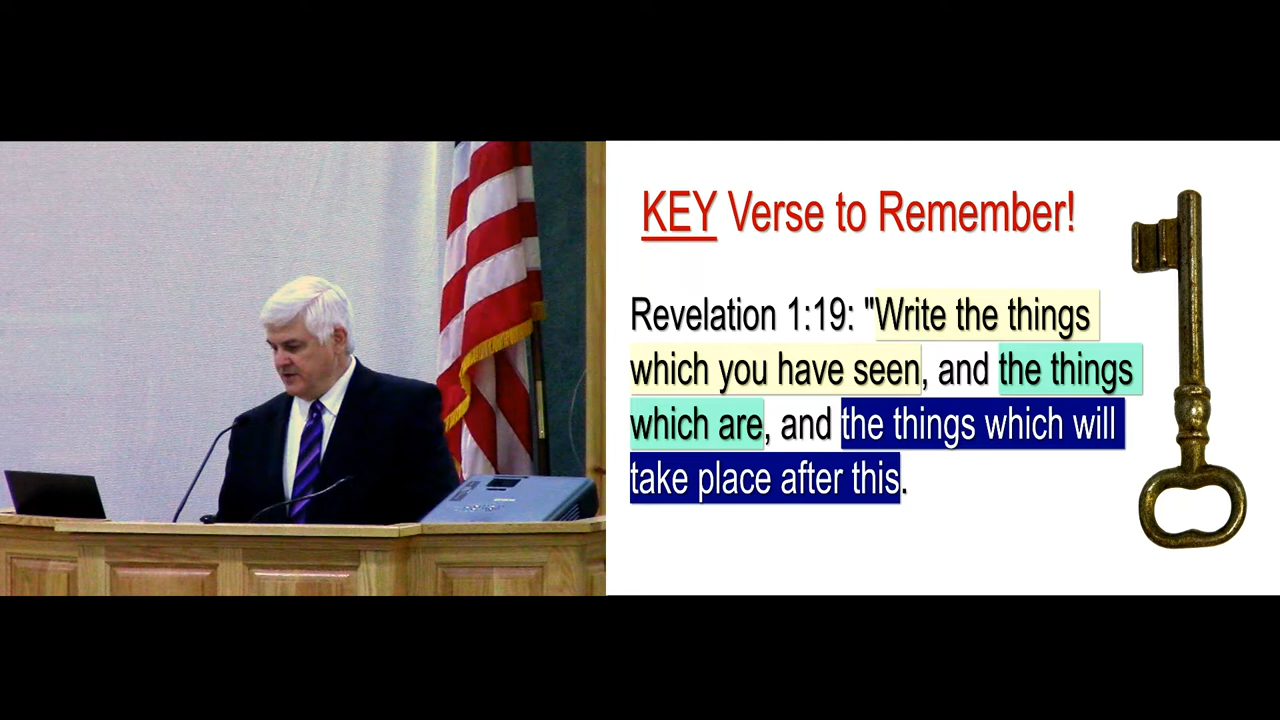 KEY Verse to Remember!
Revelation 1:19: "Write the things
which you have seen, and the things
which are, and the things which will
take place after this.